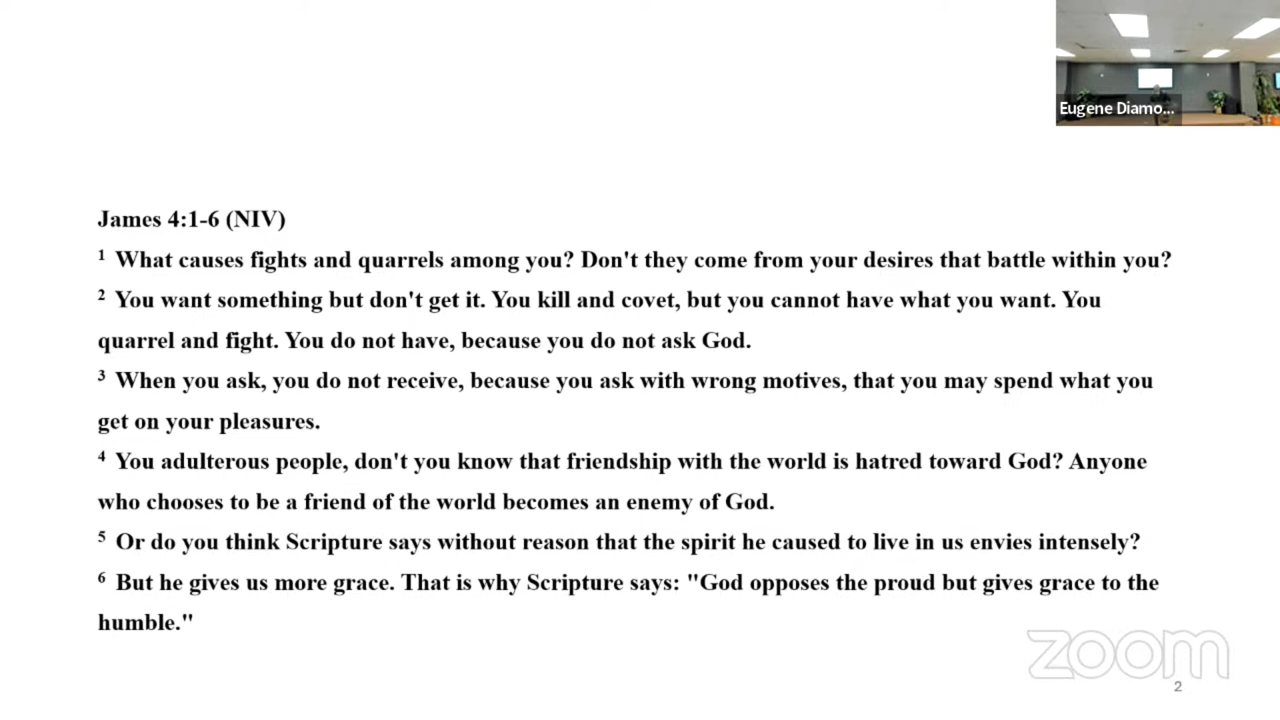 Eugene Diamo...
James 4:1-6 (NIV)
1 What causes fights and quarrels among you? Don't they come from your desires that battle within you?
2 You want something but don't get it. You kill and covet, but you cannot have what you want. You
quarrel and fight. You do not have, because you do not ask God.
3 When you ask, you do not receive, because you ask with wrong motives, that you may spend what you
get on your pleasures.
4 You adulterous people, don't you know that friendship with the world is hatred toward God? Anyone
who chooses to be a friend of the world becomes an enemy of God.
5 Or do you think Scripture says without reason that the spirit he caused to live in us envies intensely?
6 But he gives us more grace. That is why Scripture says: "God opposes the proud but gives grace to the
humble."
zoom
2